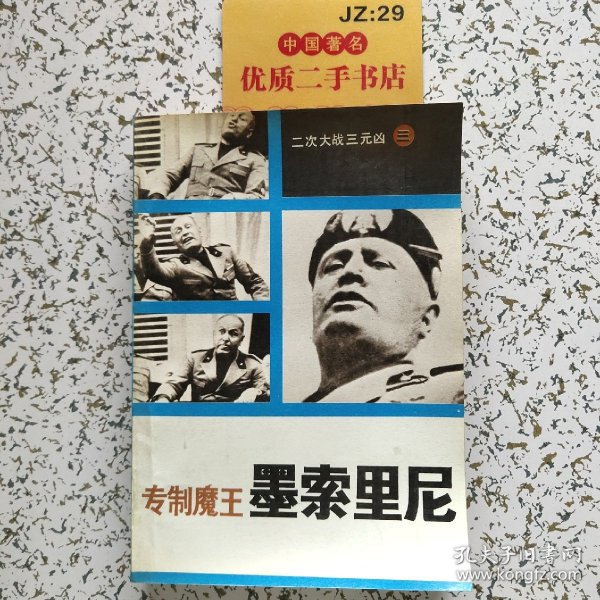 JZ:29
中国著名
优质二手书店
二次大战三元凶 三
专制魔王 墨索里尼
孔夫子旧书网
www.kongfz.com